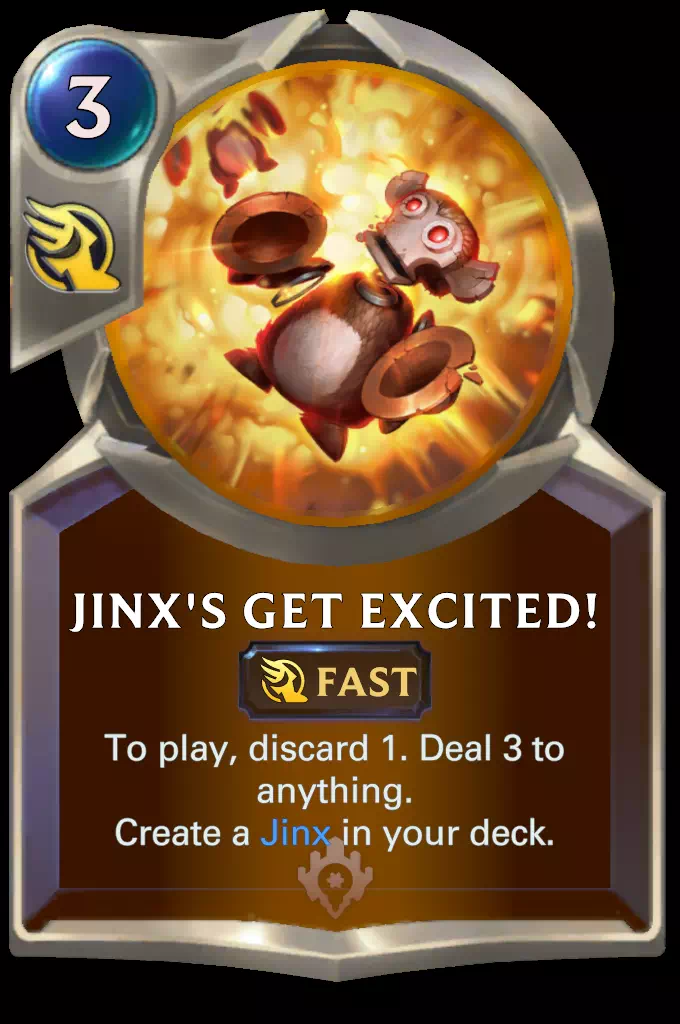 3
JINX'S GET EXCITED!
FAST
To play, discard 1. Deal 3 to
anything.
Create a Jinx in your deck.